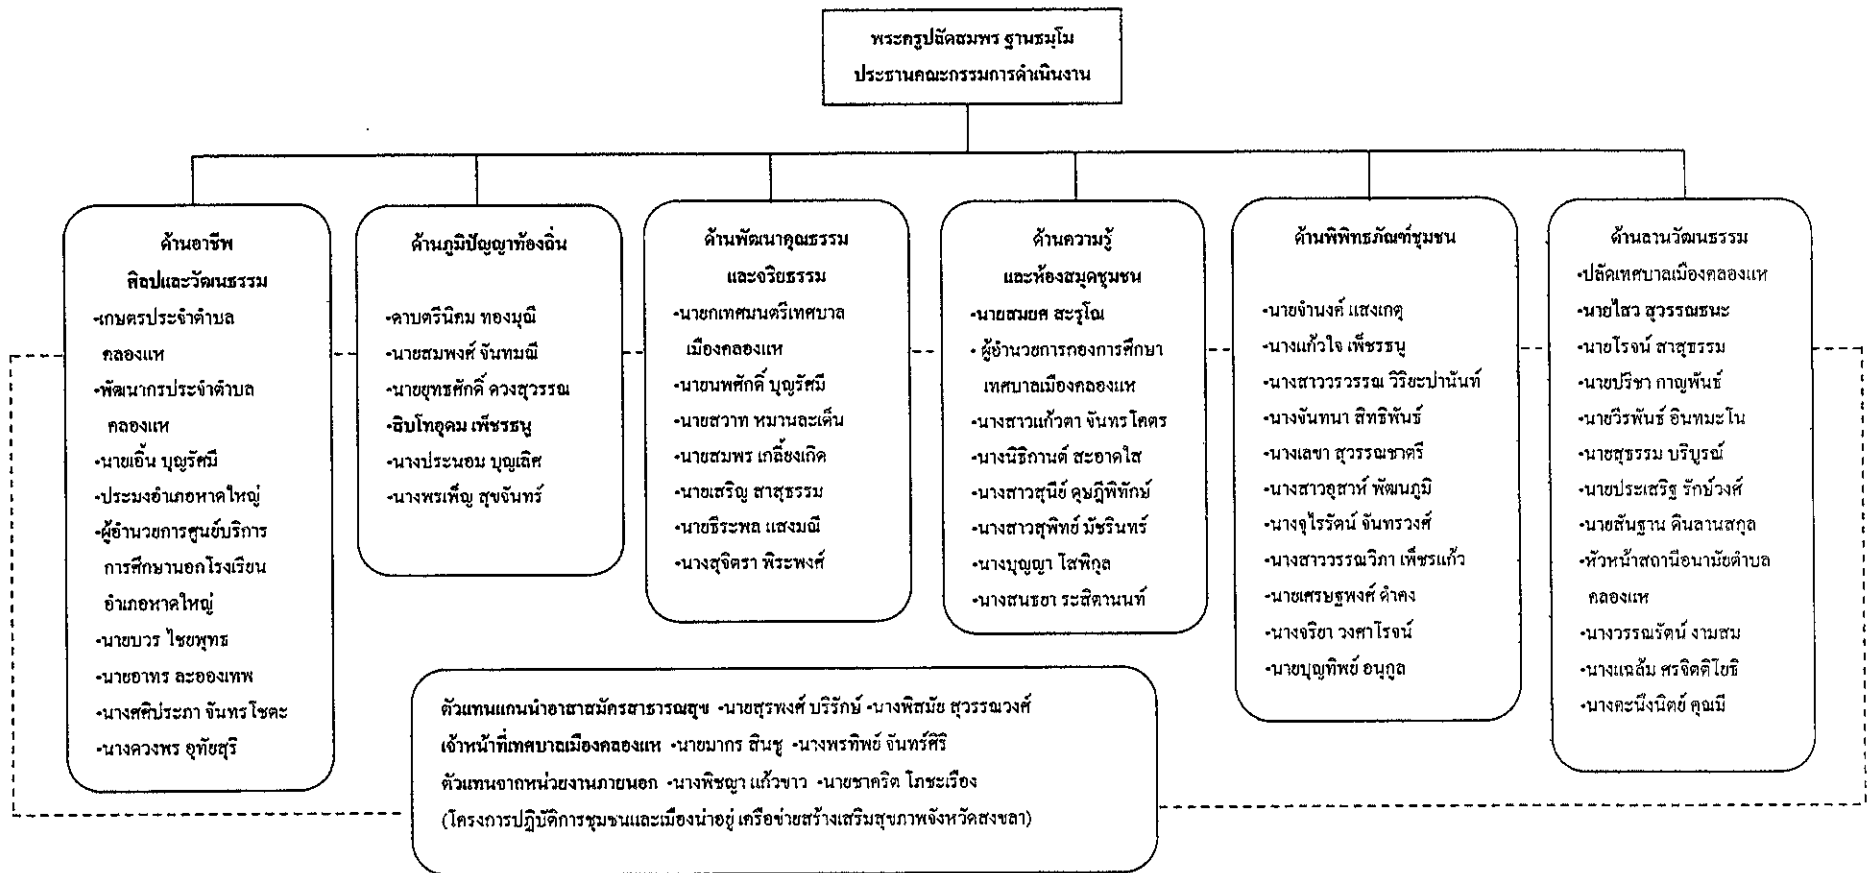 พระครูปลัดสมพร ฐานธมฺโม
ประธานคณะกรรมการดำเนินงาน
ด้านอาชีพ
ศิลปและวัฒนธรรม
-เกษตรประจำตำบล
คลองแห
-พัฒนากรประจำตำบล
คลองแห
-นายเอิ้น บุญรัศมี
-ประมงอำเภอหาดใหญ่
-ผู้อำนวยการศูนย์บริการ
การศึกษานอกโรงเรียน
อำเภอหาดใหญ่
-นายบวร ไชยพุทธ
-นายอาทร ละอองเทพ
-นางศศิประภา จันทรโชตะ
-นางดวงพร อุทัยสุริ
ด้านภูมิปัญญาท้องถิ่น
-ดาบตรีนิคม ทองมุณี
-นายสมพงศ์ จันทมณี
-นายยุทธศักดิ์ ดวงสุวรรณ
-สิบโทอุดม เพ็ชรธนู
-นางประนอม บุญเลิศ
-นางพรเพ็ญ สุขจันทร์
ด้านพัฒนาคุณธรรม
และจริยธรรม
-นายกเทศมนตรีเทศบาล
เมืองคลองแห
-นายนพศักดิ์ บุญรัศมี
-นายสวาท หมานละเด็น
-นายสมพร เกลี้ยงเกิด
-นายเสริญ สาสุธรรม
-นายธีระพล แสงมณี
-นางสุจิตรา พิระพงศ์
ด้านความรู้
และห้องสมุดชุมชน
-นายสมยศ สะรุโณ
- ผู้อำนวยการกองการศึกษา
เทศบาลเมืองคลองแห
-นางสาวแก้วตา จันทรโคตร
-นางนิธิกานต์ สะอาดใส
-นางสาวสุนีย์ ดุษฎีพิทักษ์
-นางสาวสุพิทย์ มัชรินทร์
-นางบุญญา โสพิกุล
-นางสนธยา ระสิตานนท์
ด้านพิพิทธภัณฑ์ชุมชน
-นายจำนงค์ แสงเกตุ
-นางแก้วใจ เพ็ชรธนู
-นางสาววรวรรณ วิริยะปานันท์
-นางจันทนา สิทธิพันธ์
-นางเลขา สุวรรณชาตรี
-นางสาวอุสาห์ พัฒนภูมิ
-นางจุไรรัตน์ จันทรวงศ์
-นางสาววรรณวิภา เพ็ชรแก้ว
-นายเศรษฐพงศ์ ดำคง
-นางจริยา วงศาโรจน์
-นายบุญทิพย์ อนุกูล
ด้านลานวัฒนธรรม
-ปลัดเทศบาลเมืองคลองแห
-นายไสว สุวรรณธนะ
-นายโรจน์ สาสุธรรม
-นายปรีชา กาญพันธ์
-นายวีรพันธ์ อินทมะโน
-นายสุธรรม บริบูรณ์
-นายประเสริฐ รักษ์วงศ์
-นายสันฐาน ดินลานสกุล
-หัวหน้าสถานีอนามัยตำบล
คลองแห
-นางวรรณรัตน์ งามสม
-นางแฉล้ม ศรจิตติโยธิ
-นางคะนึงนิตย์ คุณมี
ตัวแทนแกนนำอาสาสมัครสาธารณสุข -นายสุรพงศ์ บริรักษ์ -นางพิสมัย สุวรรณวงศ์
เจ้าหน้าที่เทศบาลเมืองคลองแห -นายมากร สินชู -นางพรทิพย์ จันทร์ศิริ
ตัวแทนจากหน่วยงานภายนอก -นางพิชญา แก้วขาว -นายชาคริต โภชะเรือง
(โครงการปฏิบัติการชุมชนและเมืองน่าอยู่ เครือข่ายสร้างเสริมสุขภาพจังหวัดสงขลา)